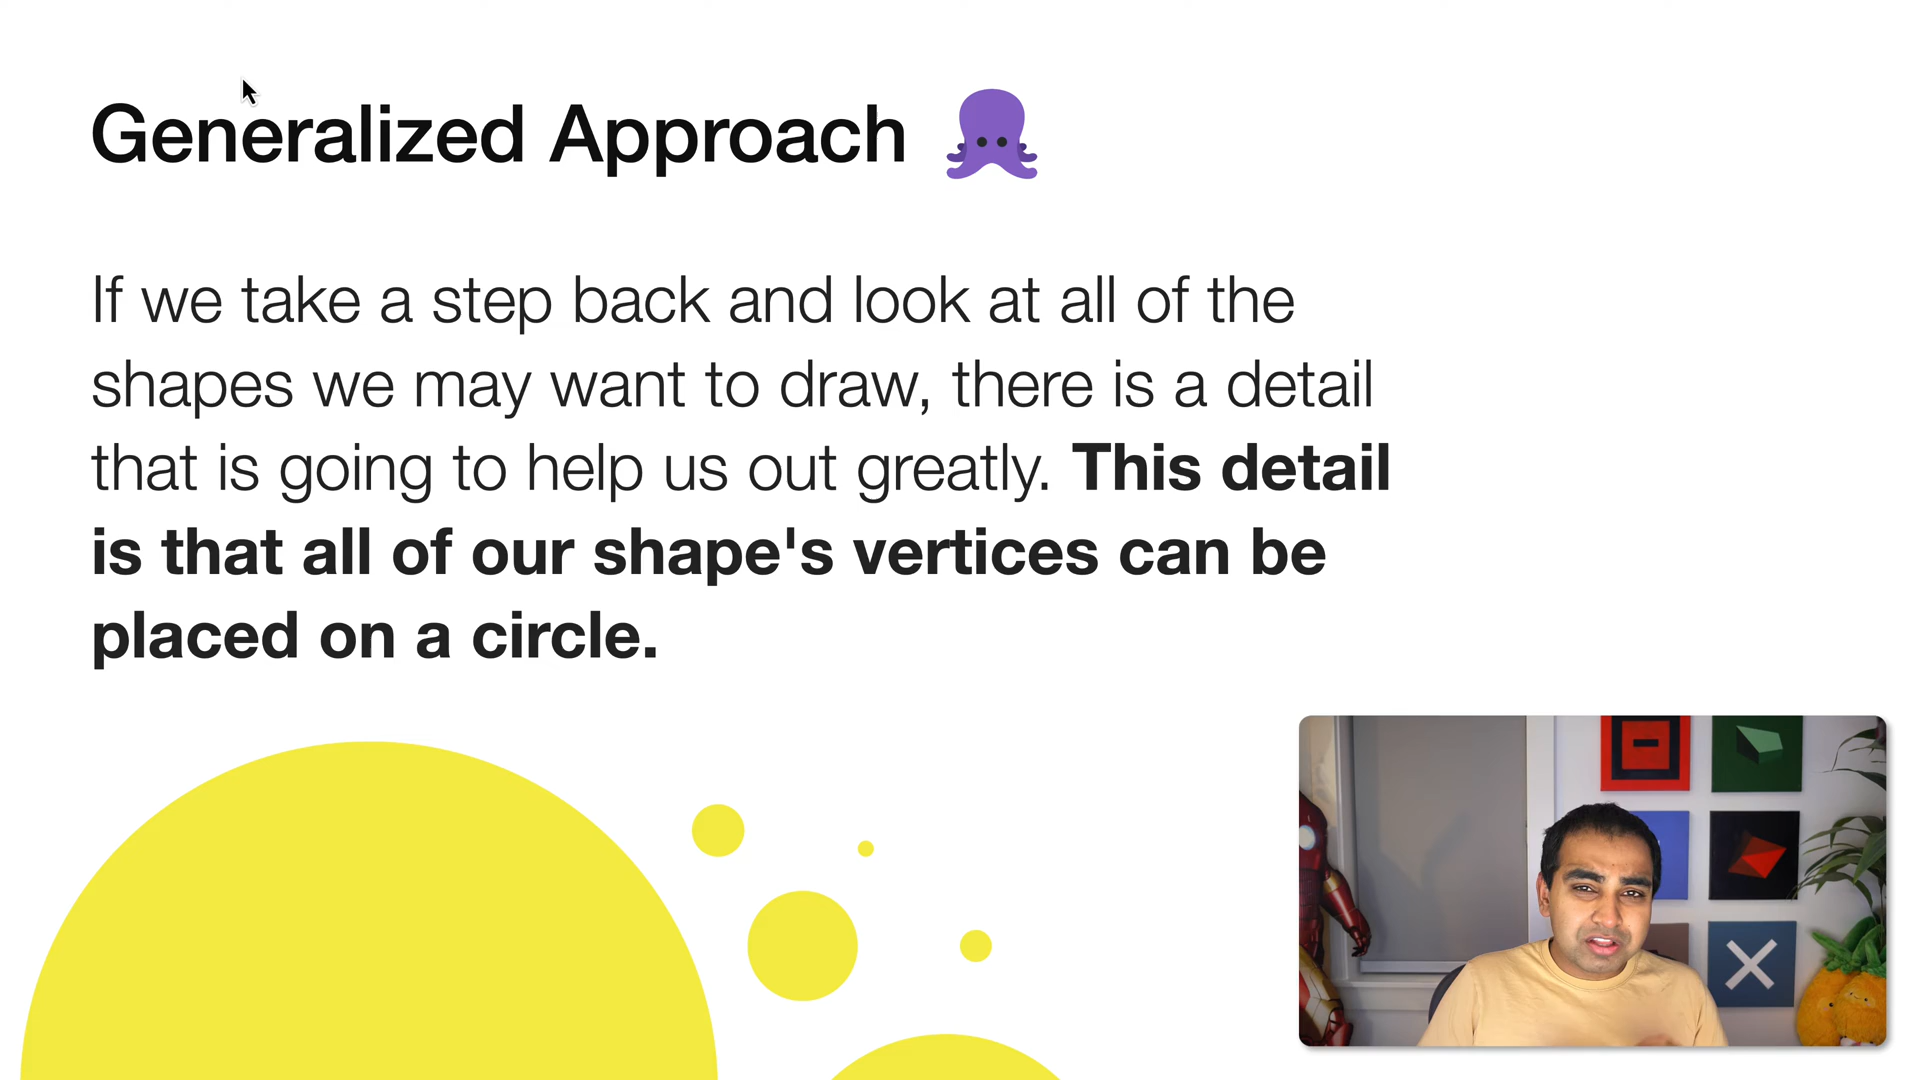 Generalized Approach
If we take a step back and look at all of the
shapes we may want to draw, there is a detail
that is going to help us out greatly. This detail
is that all of our shape's vertices can be
placed on a circle.